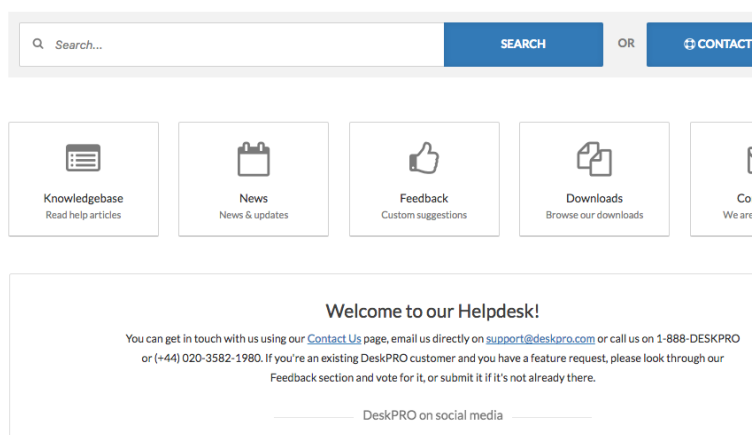 Search...
SEARCH
OR
CONTACT
Knowledgebase
Read help articles
News
News & updates
Feedback
Custom suggestions
Downloads
Browse our downloads
Co
We are
Welcome to our Helpdesk!
You can get in touch with us using our Contact Us page, email us directly on support@deskpro.com or call us on 1-888-DESKPRO
or (+44) 020-3582-1980. If you're an existing DeskPRO customer and you have a feature request, please look through our
Feedback section and vote for it, or submit it if it's not already there.
DeskPRO on social media